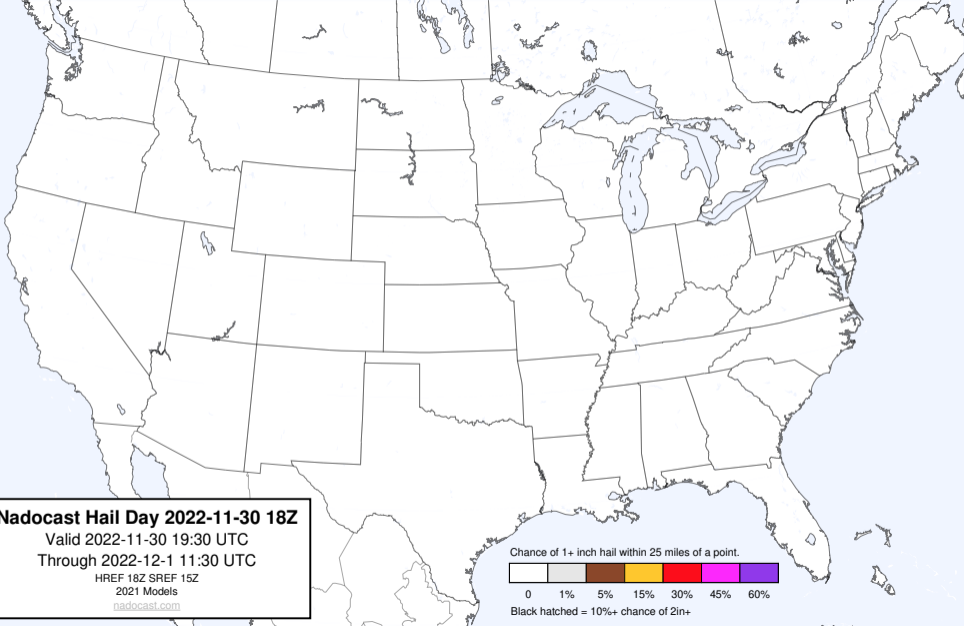 Nadocast Hail Day 2022-11-30 18Z
Valid 2022-11-30 19:30 UTC
Through 2022-12-1 11:30 UTC
HREF 18Z SREF 15Z
2021 Models
nadocast.com
Chance of 1+ inch hail within 25 miles of a point.
0 1% 5% 15% 30% 45% 60%
Black hatched = 10%+ chance of 2in+